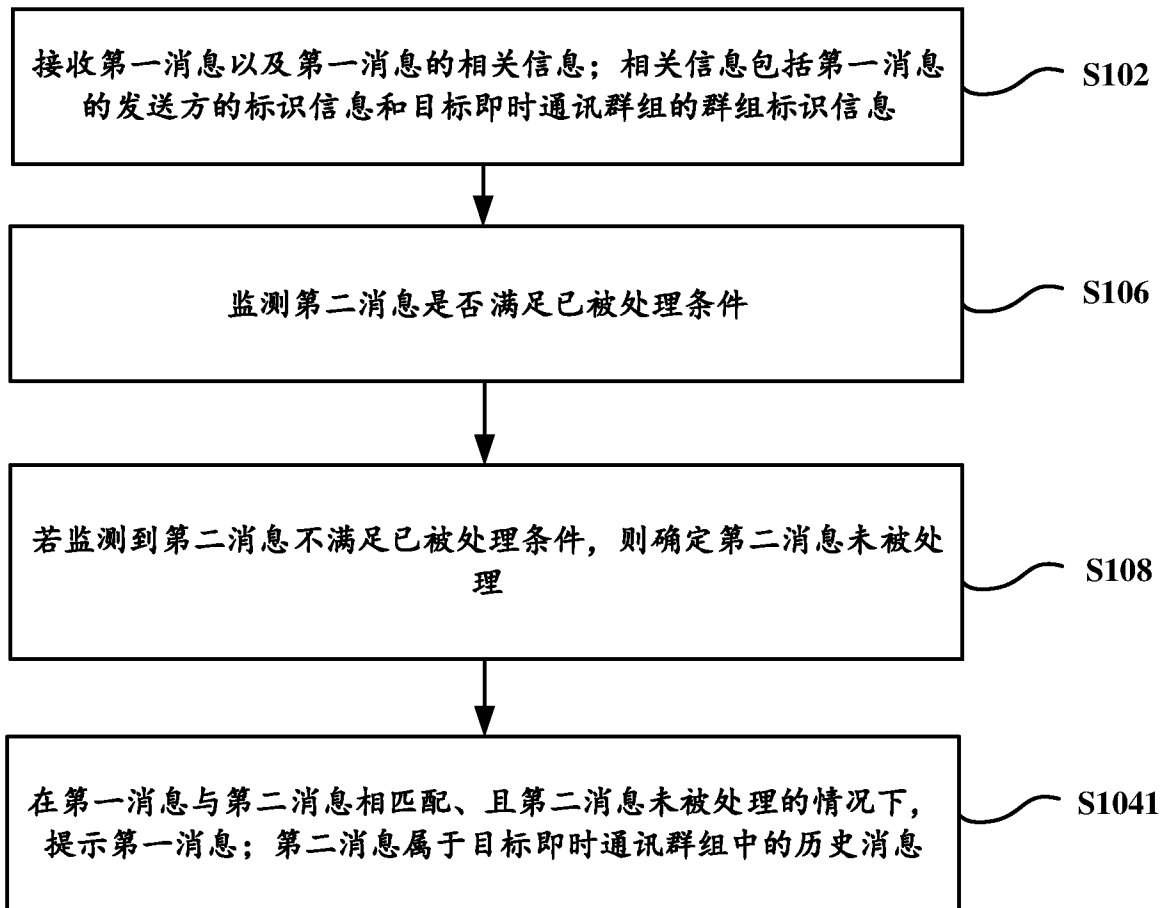 接收第一消息以及第一消息的相关信息；相关信息包括第一消息
的发送方的标识信息和目标即时通讯群组的群组标识信息
S102
监测第二消息是否满足已被处理条件
S106
若监测到第二消息不满足已被处理条件，则确定第二消息未被处
理
S108
在第一消息与第二消息相匹配、且第二消息未被处理的情况下，
提示第一消息；第二消息属于目标即时通讯群组中的历史消息
S1041